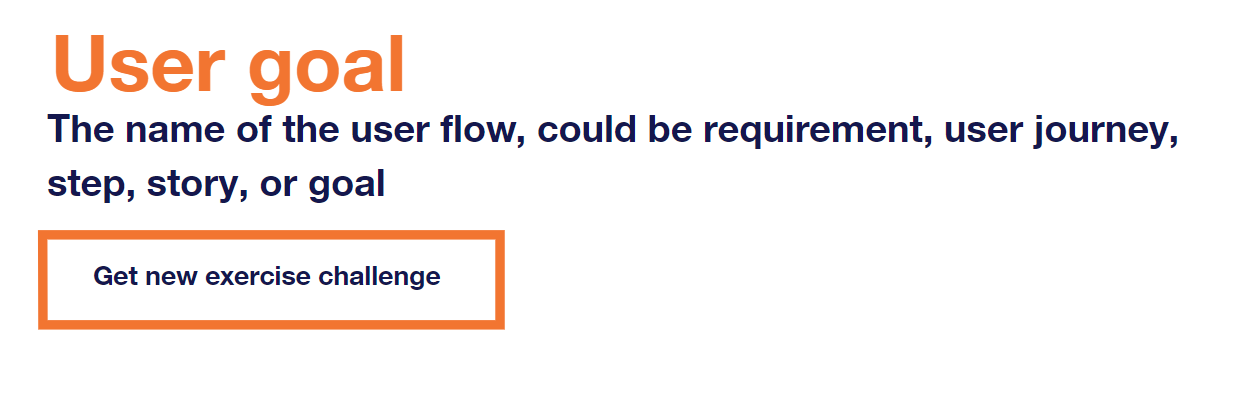 User goal
The name of the user flow, could be requirement, user journey,
step, story, or goal
Get new exercise challenge